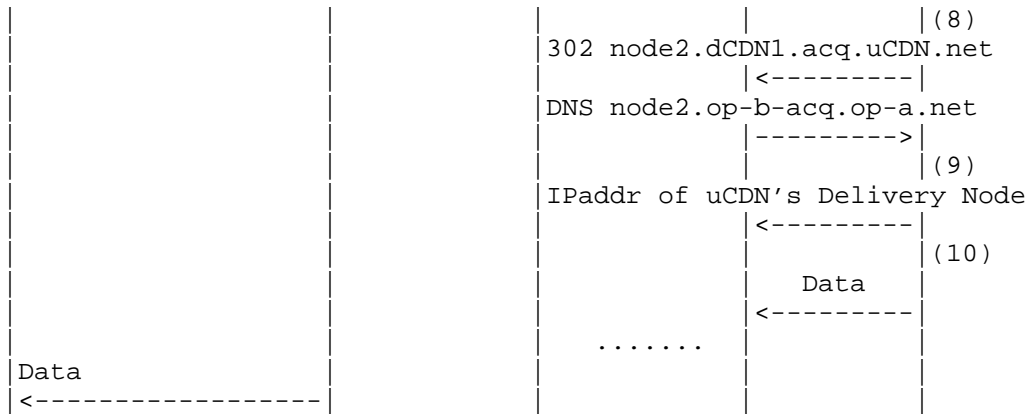 (8)
302 node2.dCDN1.acq.uCDN.net
<---------
DNS node2.op-b-acq.op-a.net
--------->
(9)
IPaddr of uCDN's Delivery Node
<---------
(10)
Data
<---------
.......
Data
<------------------